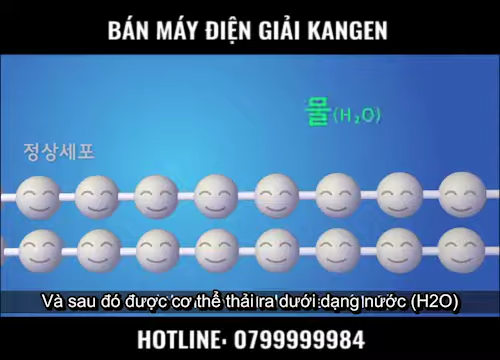 BÁN MÁY ĐIỆN GIẢI KANGEN
물(H₂O)
정상세포
Và sau đó được cơ thể thải ra dưới dạng nước (H2O)
HOTLINE: 0799999984